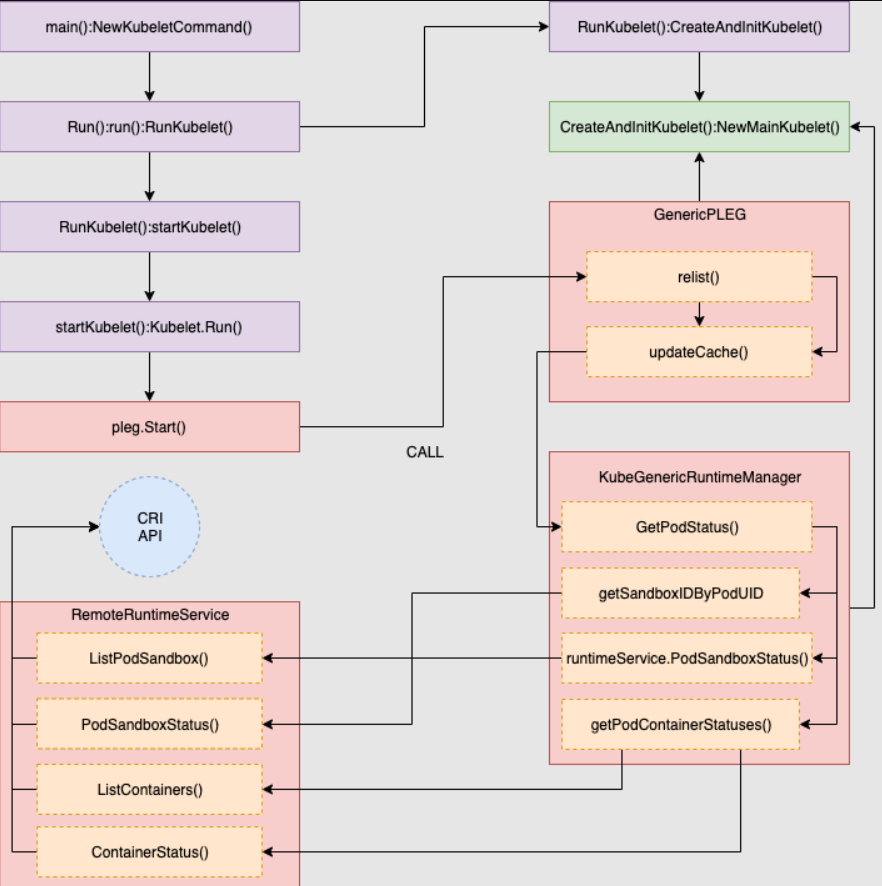 main():NewKubeletCommand()
RunKubelet():CreateAndInitKubelet()
Run():run():RunKubelet()
CreateAndInitKubelet():NewMainKubelet()
RunKubelet():startKubelet()
GenericPLEG
relist()
startKubelet():Kubelet.Run()
updateCache()
pleg.Start()
CALL
KubeGenericRuntimeManager
CRI
API
GetPodStatus()
getSandboxIDByPodUID
RemoteRuntimeService
ListPodSandbox()
runtimeService.PodSandboxStatus()
PodSandboxStatus()
getPodContainerStatuses()
ListContainers()
ContainerStatus()